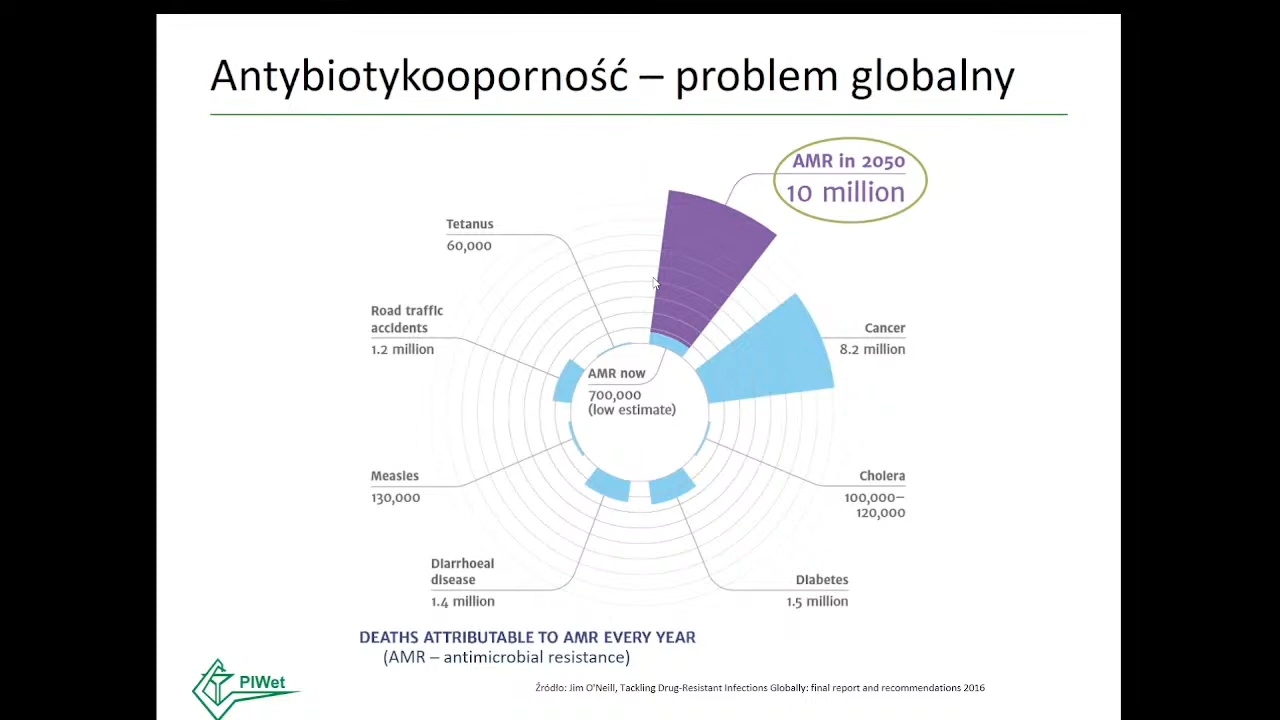 Antybiotykooporność – problem globalny
AMR in 2050
10 million
Tetanus
60,000
Road traffic
accidents
1.2 million
Cancer
8.2 million
AMR now
700,000
(low estimate)
Measles
130,000
Cholera
100,000–
120,000
Diarrhoeal
disease
1.4 million
Diabetes
1.5 million
DEATHS ATTRIBUTABLE TO AMR EVERY YEAR
(AMR – antimicrobial resistance)
PIWet
Źródło: Jim O'Neill, Tackling Drug-Resistant Infections Globally: final report and recommendations 2016